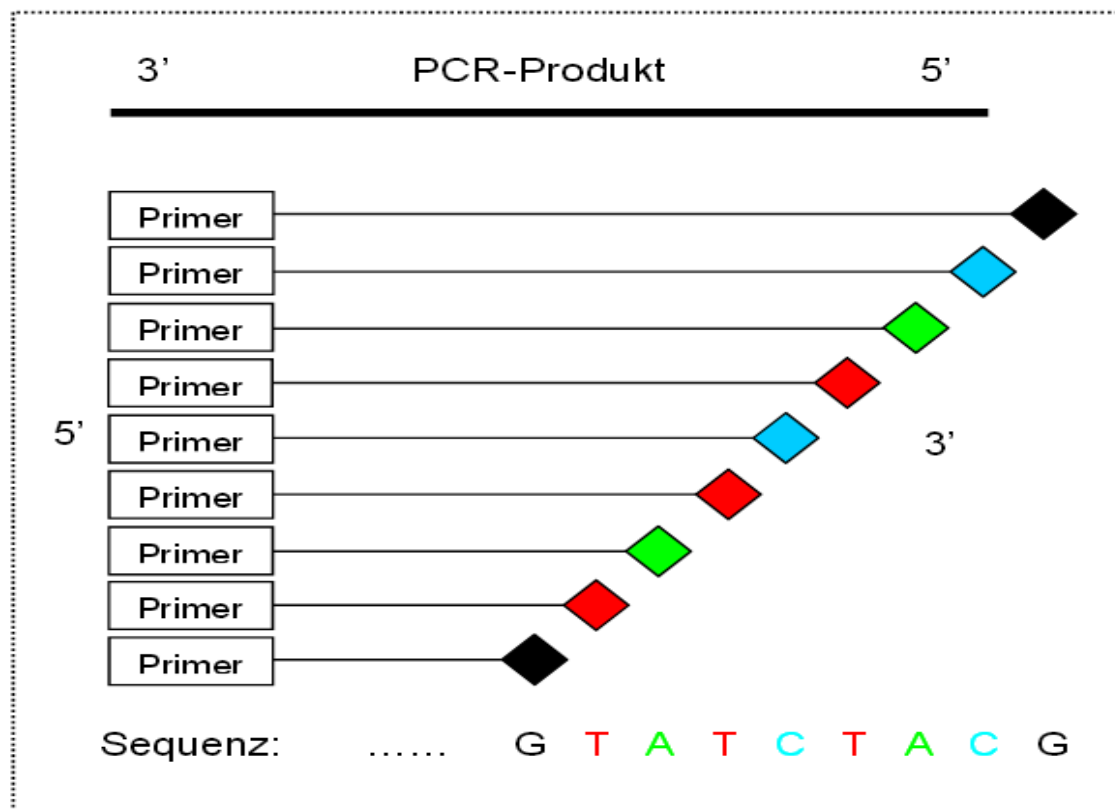 3’ PCR-Produkt 5’
Primer
Primer
Primer
Primer
5’ Primer 3’
Primer
Primer
Primer
Primer
Sequenz: ...... G T A T C T A C G